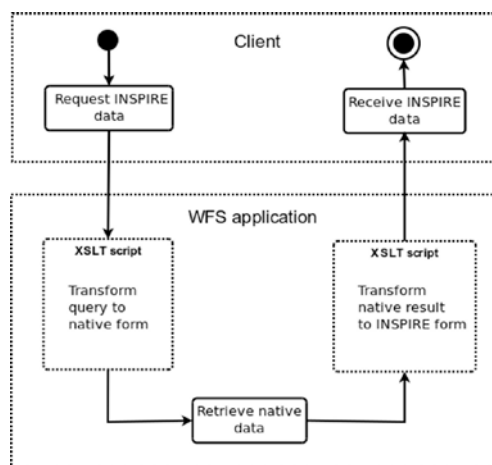 Client
Request INSPIRE
data
Receive INSPIRE
data
WFS application
XSLT script
Transform
query to
native form
XSLT script
Transform
native result
to INSPIRE form
Retrieve native
data